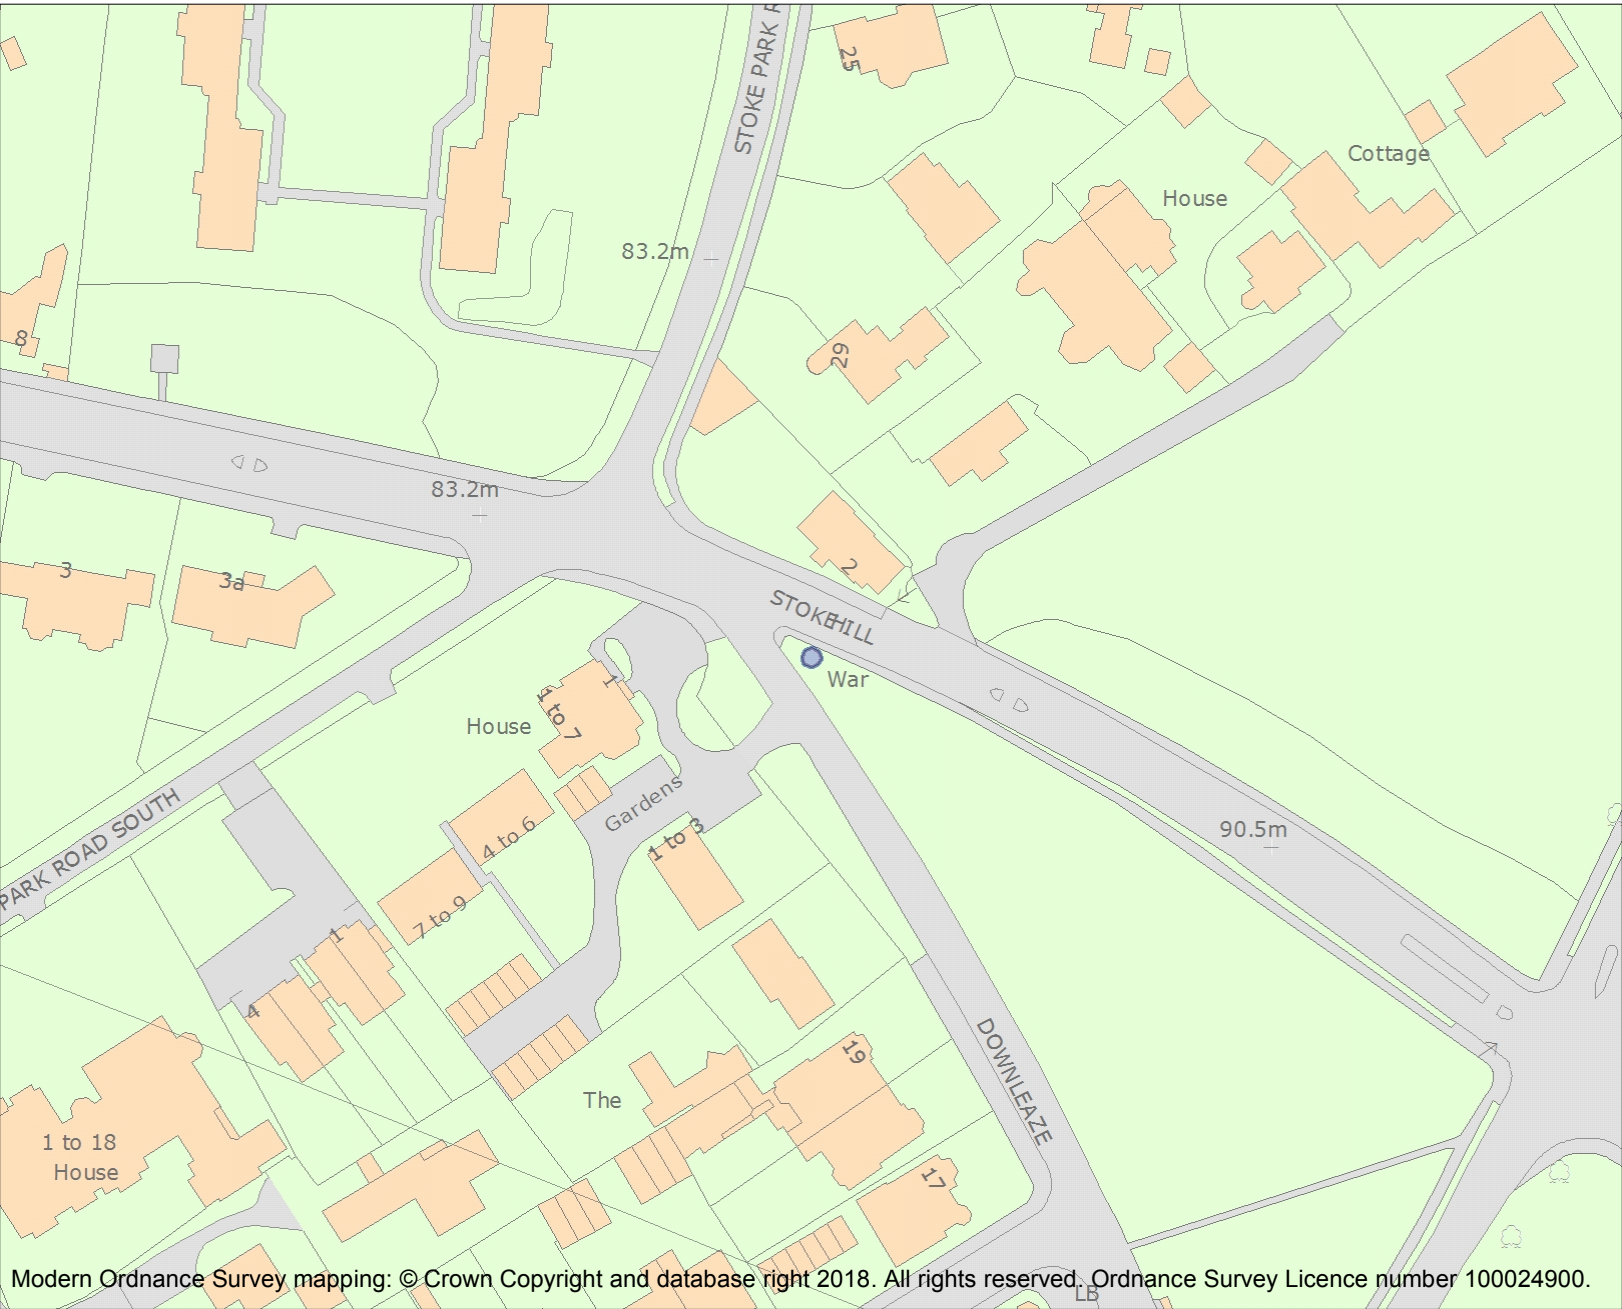 STOKE PARK R
25
Cottage
House
83.2m
8
29
83.2m
3
3a
2
STOKEHILL
War
1
1 to 7
House
Gardens
PARK ROAD SOUTH
4 to 6
1 to 3
90.5m
7 to 9
1
4
DOWNLEAZE
19
The
1 to 18
House
17
Modern Ordnance Survey mapping: © Crown Copyright and database right 2018. All rights reserved. Ordnance Survey Licence number 100024900.
LB